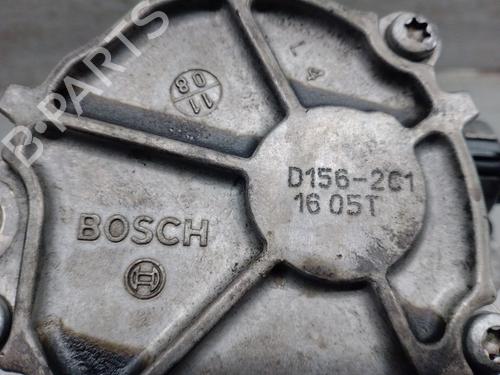 B-PARTS
11
08
L A
D156-2C1
16 05T
BOSCH